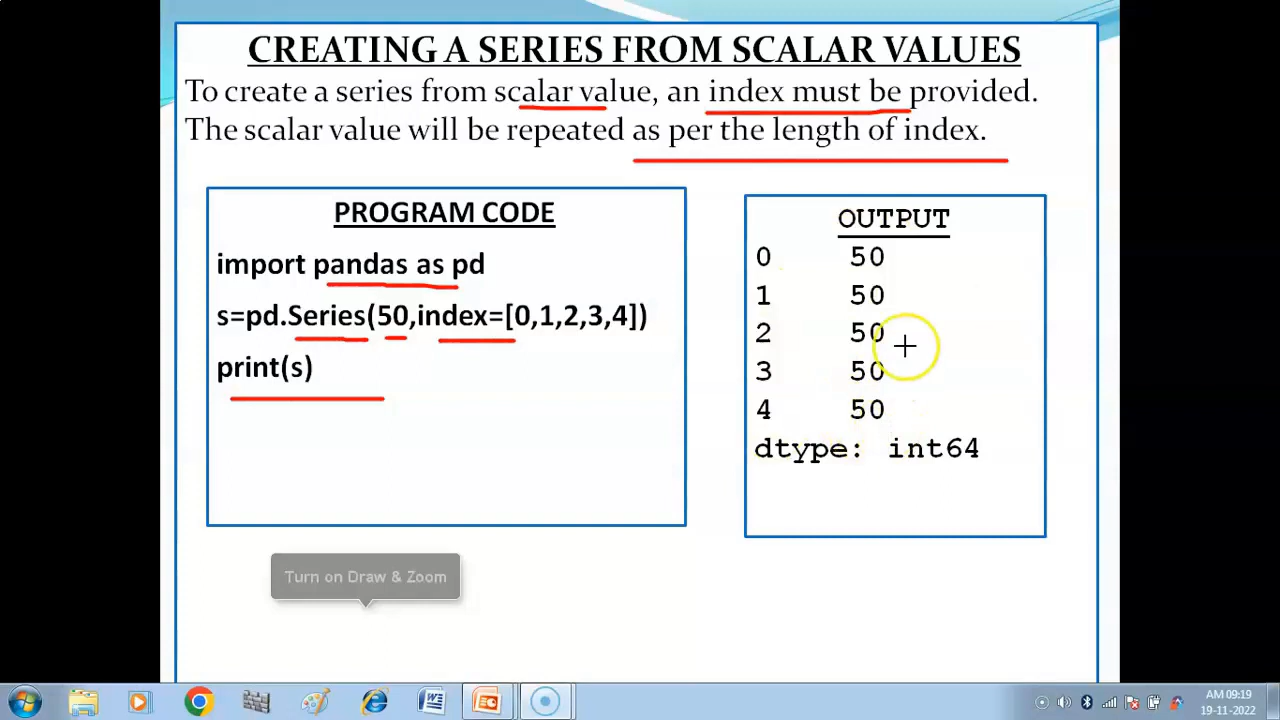 CREATING A SERIES FROM SCALAR VALUES
To create a series from scalar value, an index must be provided.
The scalar value will be repeated as per the length of index.
PROGRAM CODE
import pandas as pd
s=pd.Series(50,index=[0,1,2,3,4])
print(s)
OUTPUT
0 50
1 50
2 50
3 50
4 50
dtype: int64
Turn on Draw & Zoom
AM 09:19
19-11-2022